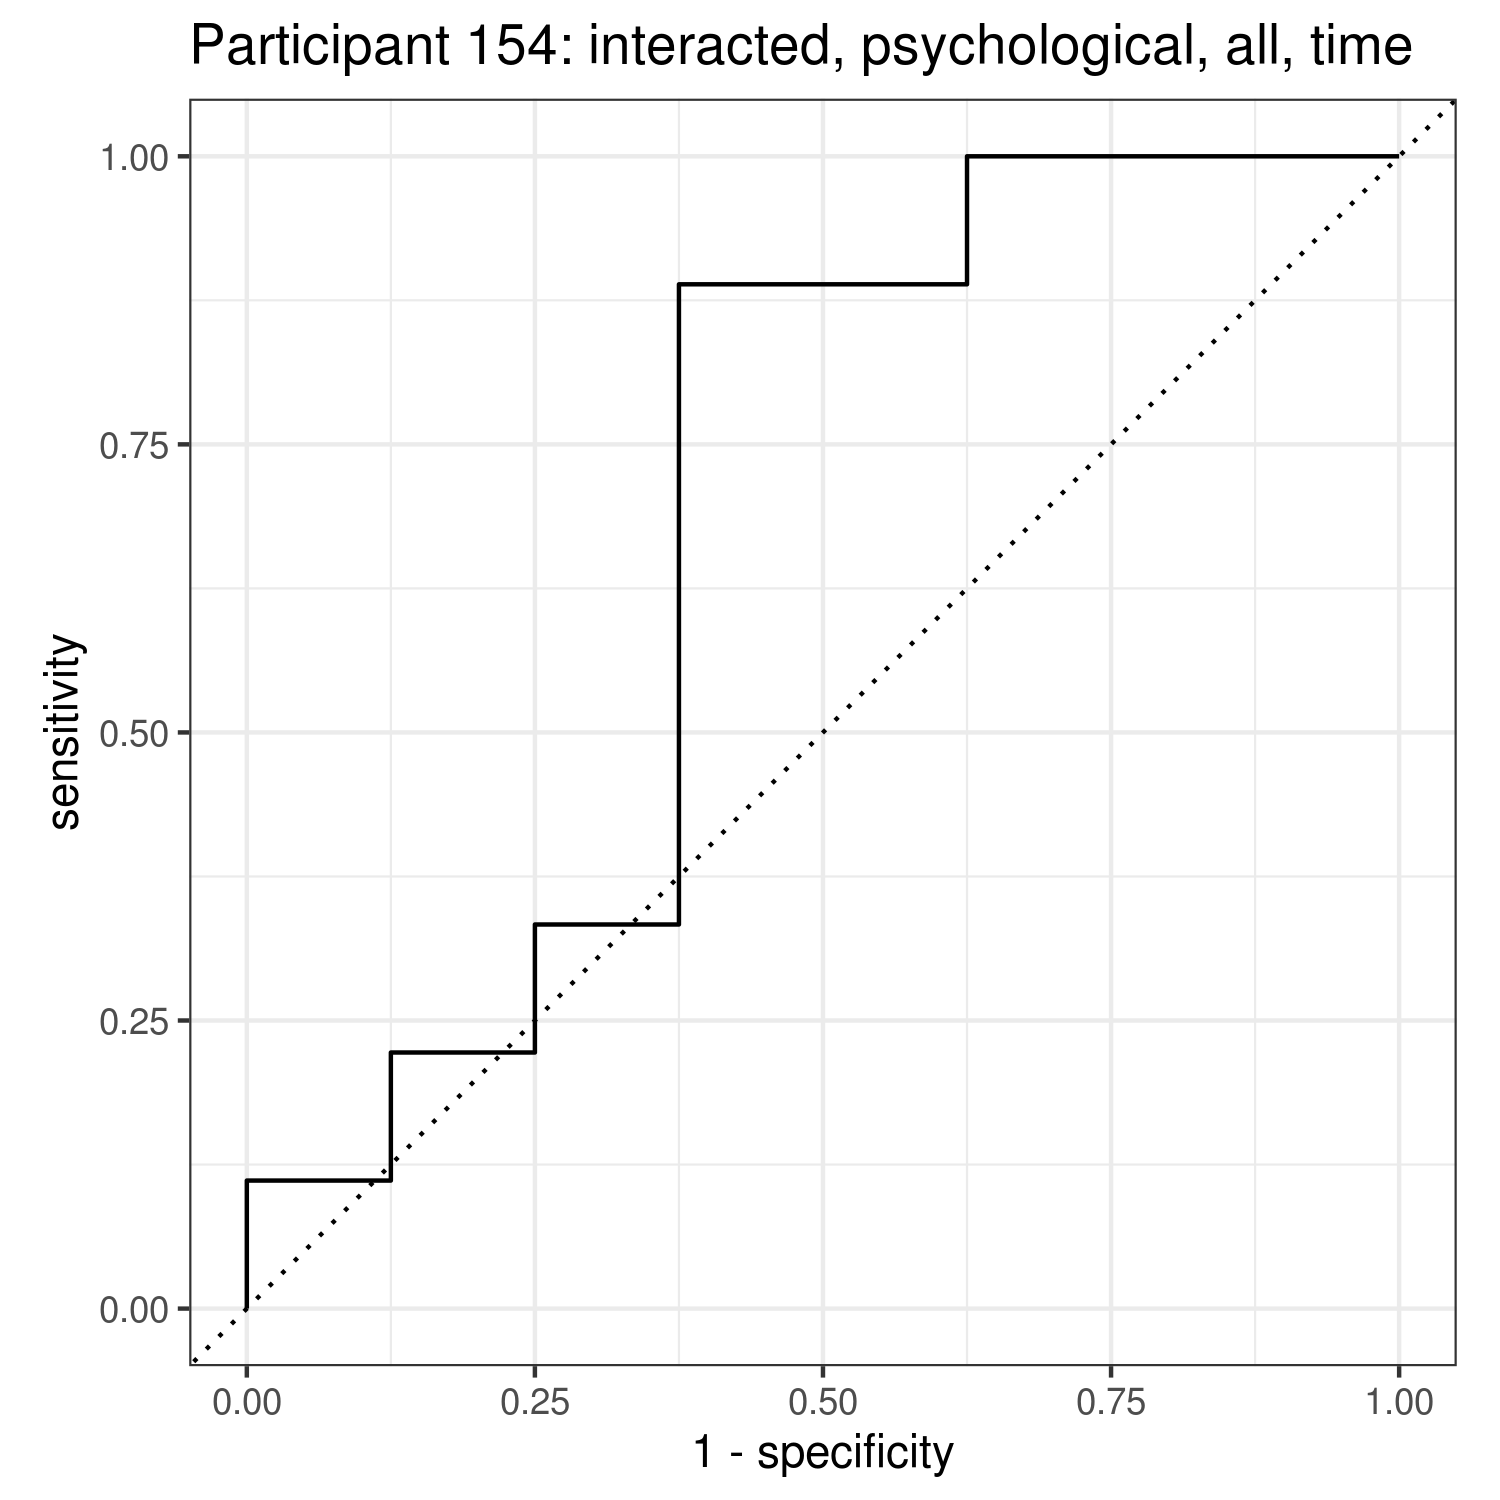 Participant 154: interacted, psychological, all, time
1.00
0.75
0.50
0.25
0.00
sensitivity
0.00 0.25 0.50 0.75 1.00
1 - specificity